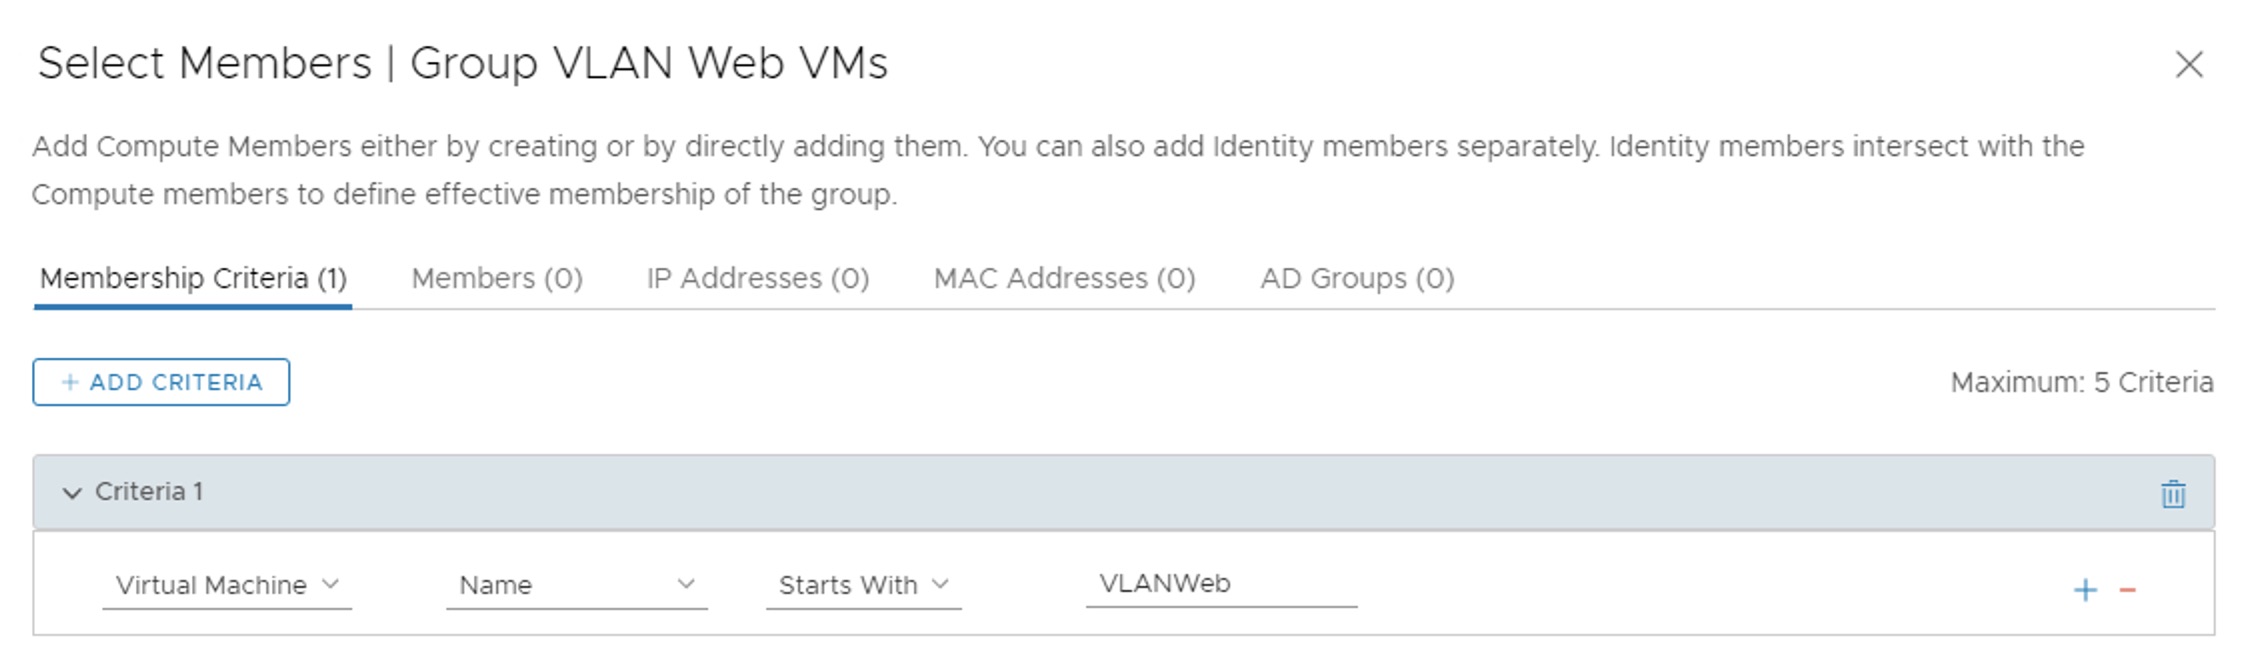 Select Members | Group VLAN Web VMs
Add Compute Members either by creating or by directly adding them. You can also add Identity members separately. Identity members intersect with the
Compute members to define effective membership of the group.
Membership Criteria (1) Members (0) IP Addresses (0) MAC Addresses (0) AD Groups (0)
+ ADD CRITERIA Maximum: 5 Criteria
Criteria 1
Virtual Machine Name Starts With VLANWeb